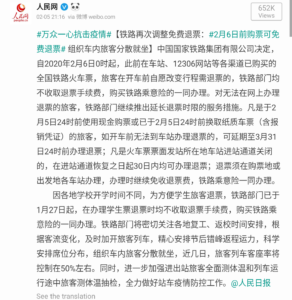 人民网
02-05 21:16 via 微博 weibo.com
652K
Views
#万众一心抗击疫情#【铁路再次调整免费退票：#2月6日前购票可免
费退票# 组织车内旅客分散就坐】中国国家铁路集团有限公司决定，
自2020年2月6日0时起，此前在车站、12306网站等各渠道已购买的
全国铁路火车票，旅客在开车前自愿改变行程需退票的，铁路部门均
不收取退票手续费，购买铁路乘意险的一同办理。对无法在网上办理
退票的旅客，铁路部门继续推出延长退票时限的服务措施。凡是于2
月5日24时前使用现金购票或已于2月5日24时前换取纸质车票（含报
销凭证）的旅客，如开车前无法到车站办理退票的，可延期至3月31
日24时前办理退票；凡是火车票票面发站所在地车站进站通道关闭
的，在进站通道恢复之日起30日内均可办理退票；退票须在购票地或
出发地各车站办理，办理时继续免收退票费，铁路乘意险一同办理。
因各地学校开学时间不同，为方便学生旅客退票，铁路部门已于
1月27日起，在办理学生票退票时均不收取退票手续费，购买铁路乘
意险的一同办理。铁路部门将密切关注各地复工、返校时间安排，根
据客流变化，及时加开旅客列车，精心安排节后错峰返程运力，科学
安排席位分布，组织车内旅客分散就坐，近几日，旅客列车客座率将
控制在50%左右。同时，进一步加强进出站旅客全面测体温和列车运
行途中旅客测体温抽检，全力做好站车疫情防控工作。@人民日报